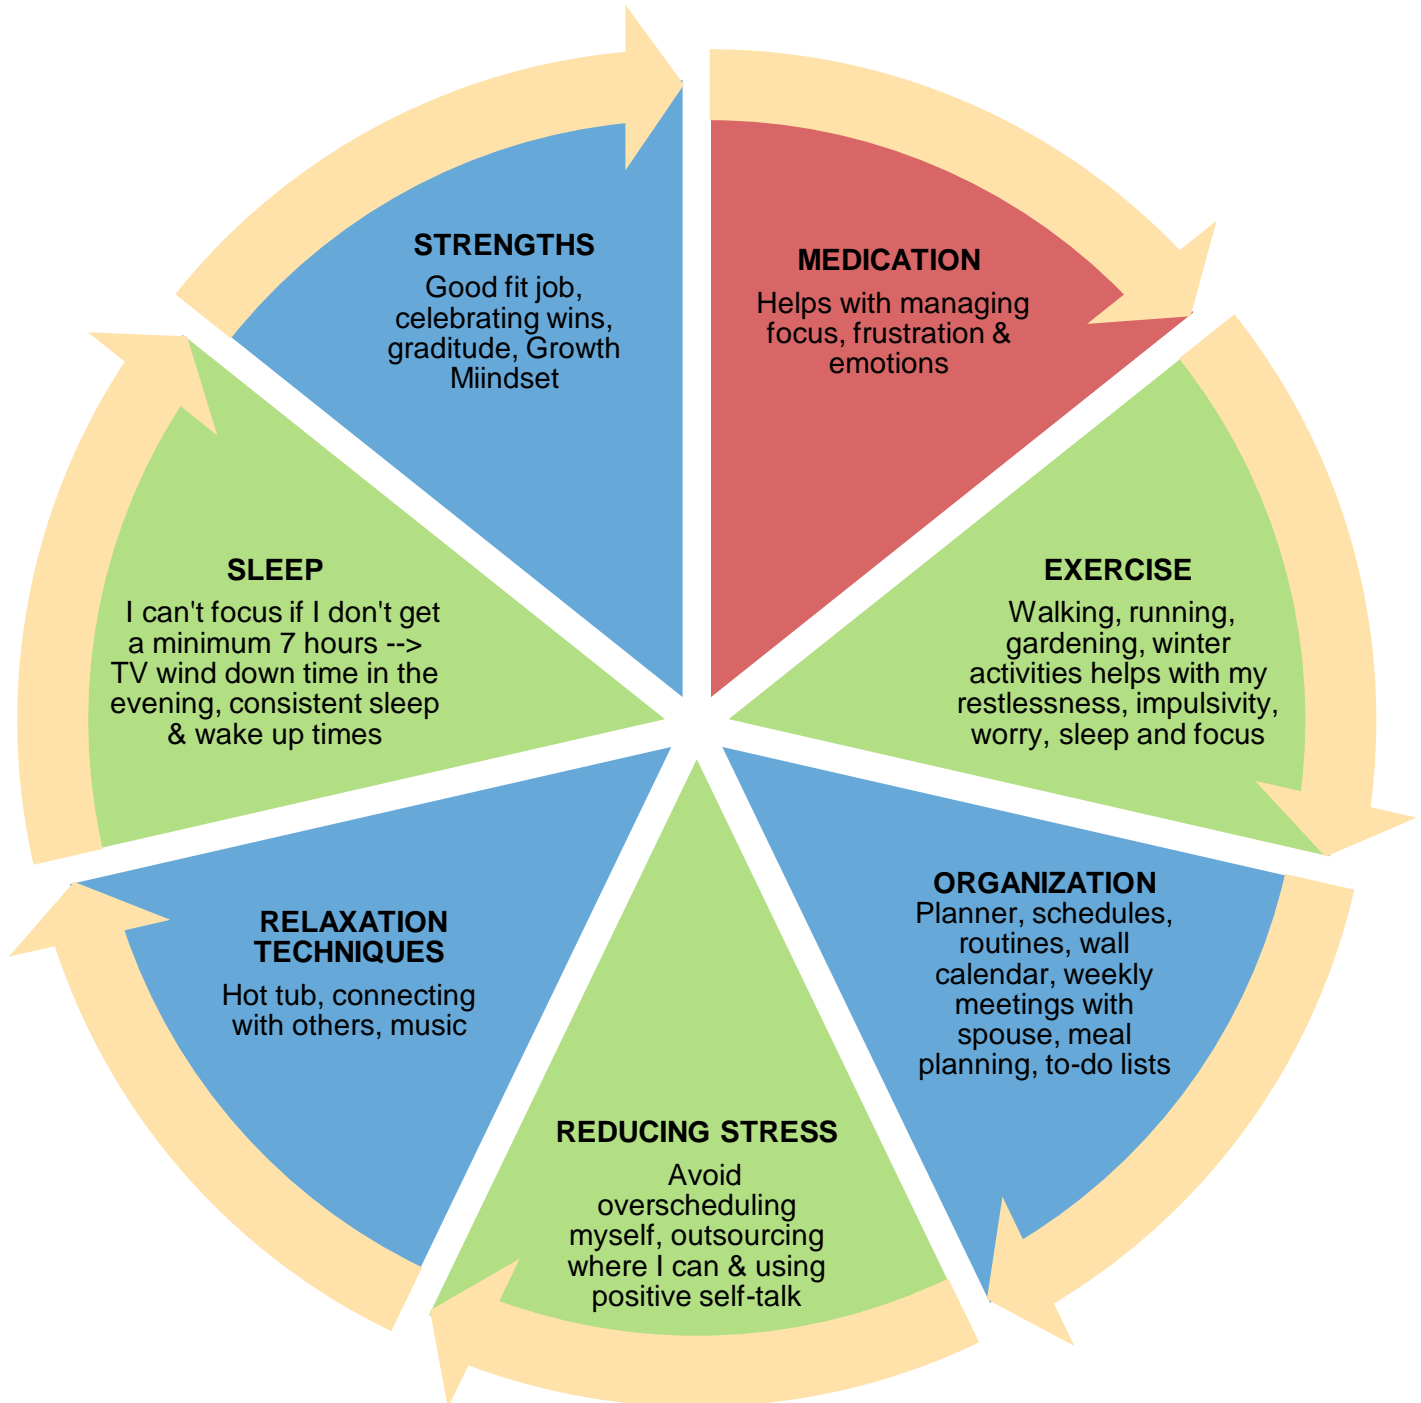 STRENGTHS
Good fit job,
celebrating wins,
graditude, Growth
Miindset
MEDICATION
Helps with managing
focus, frustration &
emotions
EXERCISE
Walking, running,
gardening, winter
activities helps with my
restlessness, impulsivity,
worry, sleep and focus
ORGANIZATION
Planner, schedules,
routines, wall
calendar, weekly
meetings with
spouse, meal
planning, to-do lists
REDUCING STRESS
Avoid
overscheduling
myself, outsourcing
where I can & using
positive self-talk
RELAXATION
TECHNIQUES
Hot tub, connecting
with others, music
SLEEP
I can't focus if I don't get
a minimum 7 hours -->
TV wind down time in the
evening, consistent sleep
& wake up times